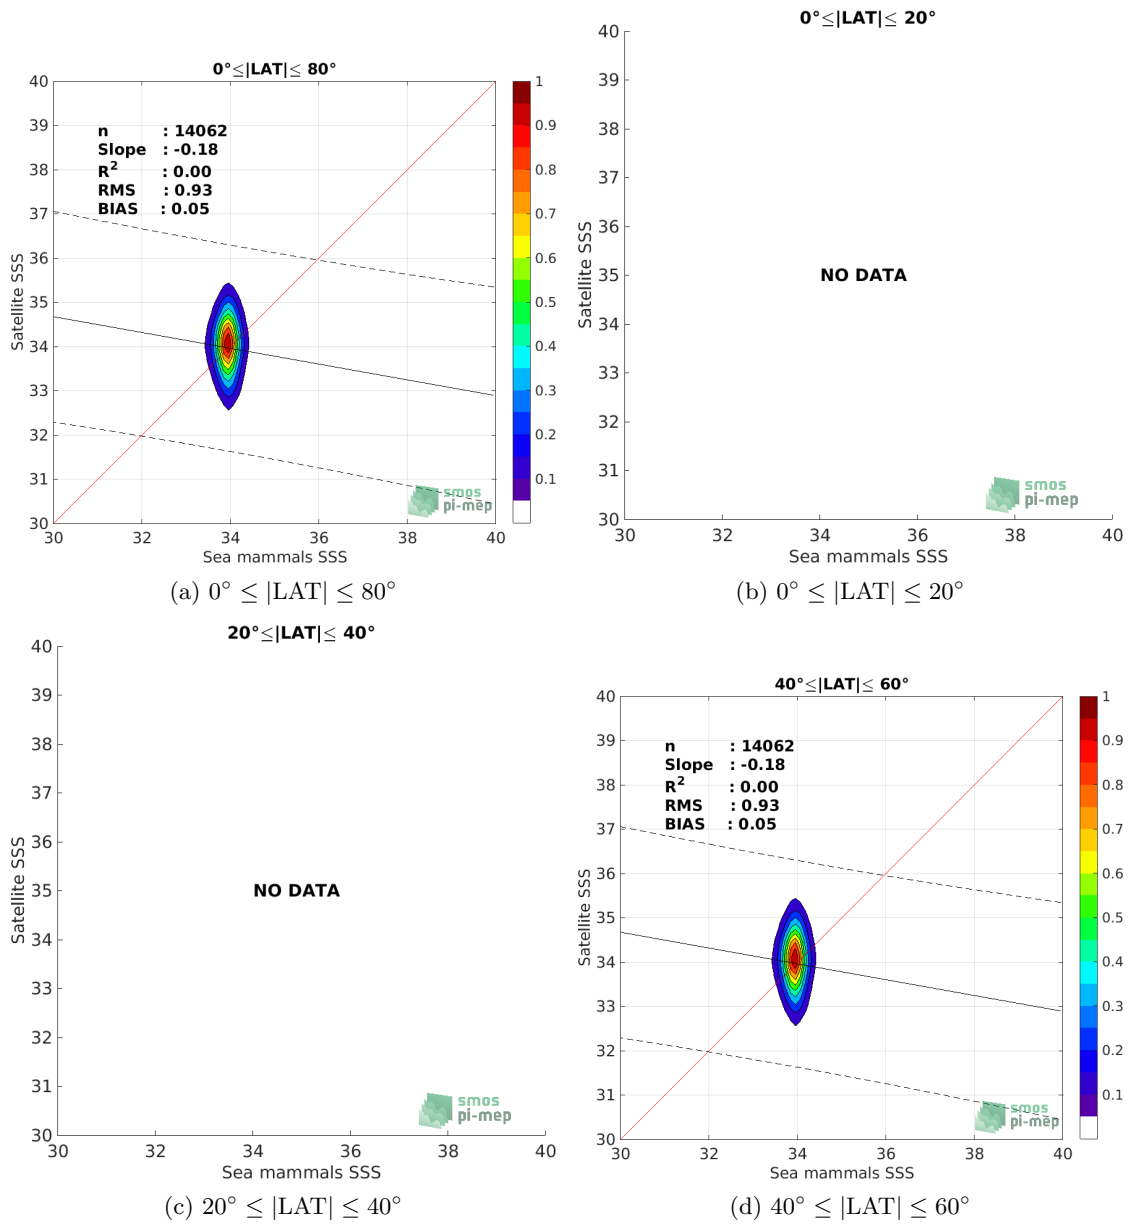 0°≤|LAT|≤ 80°
40
39
38
37
36
35
34
33
32
31
30
n : 14062
Slope : -0.18
R² : 0.00
RMS : 0.93
BIAS : 0.05
Satellite SSS
30 32 34 36 38 40
Sea mammals SSS
1
0.9
0.8
0.7
0.6
0.5
0.4
0.3
0.2
0.1
smos
pi-mep
(a) 0° ≤ |LAT| ≤ 80°
0°≤|LAT|≤ 20°
40
39
38
37
36
35
34
33
32
31
30
NO DATA
Satellite SSS
smos
pi-mep
30 32 34 36 38 40
Sea mammals SSS
(b) 0° ≤ |LAT| ≤ 20°
20°≤|LAT|≤ 40°
40
39
38
37
36
35
34
33
32
31
30
NO DATA
Satellite SSS
smos
pi-mep
30 32 34 36 38 40
Sea mammals SSS
(c) 20° ≤ |LAT| ≤ 40°
40°≤|LAT|≤ 60°
40
39
38
37
36
35
34
33
32
31
30
n : 14062
Slope : -0.18
R² : 0.00
RMS : 0.93
BIAS : 0.05
Satellite SSS
30 32 34 36 38 40
Sea mammals SSS
1
0.9
0.8
0.7
0.6
0.5
0.4
0.3
0.2
0.1
smos
pi-mep
(d) 40° ≤ |LAT| ≤ 60°